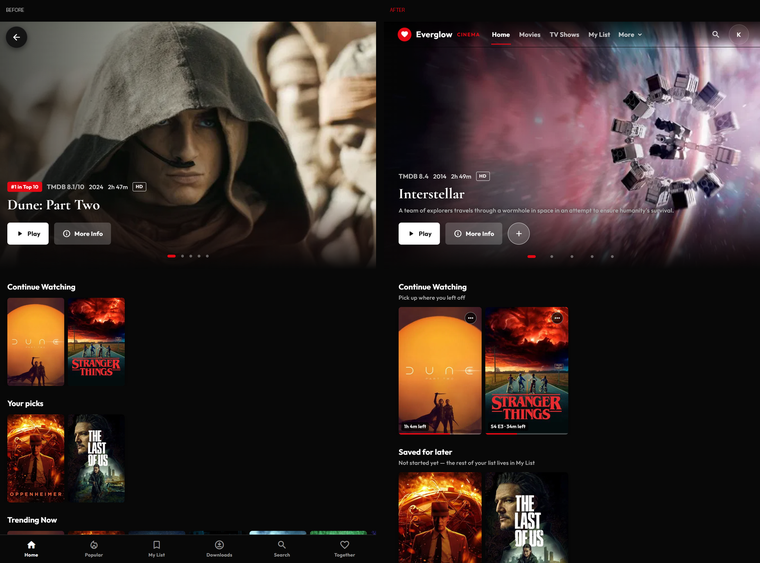 BEFORE
#1 in Top 10 TMDB 8.1/10 2024 2h 47m HD
Dune: Part Two
Play More Info
Continue Watching
DUNE
STRANGER
THINGS
Your picks
OPPENHEIMER
THE
LAST
OF US
Trending Now
Home Popular My List Downloads Search Together
AFTER
Everglow CINEMA Home Movies TV Shows My List More K
TMDB 8.4 2014 2h 49m HD
Interstellar
A team of explorers travels through a wormhole in space in an attempt to ensure humanity's survival.
Play More Info
Continue Watching
Pick up where you left off
DUNE
STRANGER
THINGS
1h 4m left
S4 E3 · 34m left
Saved for later
Not started yet — the rest of your list lives in My List
THE
LAST
OF US